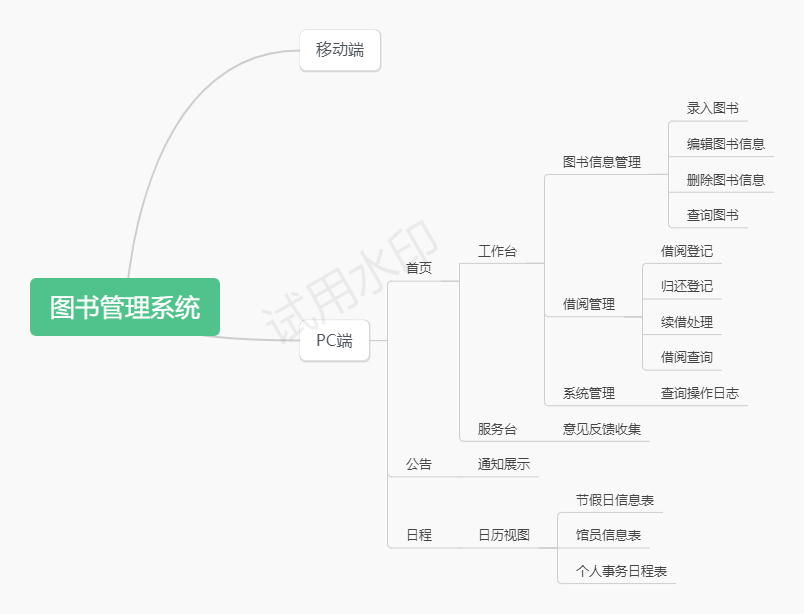 移动端
录入图书
编辑图书信息
图书信息管理
删除图书信息
查询图书
工作台
借阅登记
首页
归还登记
图书管理系统
借阅管理
试用水印
续借处理
PC端
借阅查询
系统管理
查询操作日志
服务台
意见反馈收集
公告
通知展示
节假日信息表
日程
日历视图
馆员信息表
个人事务日程表